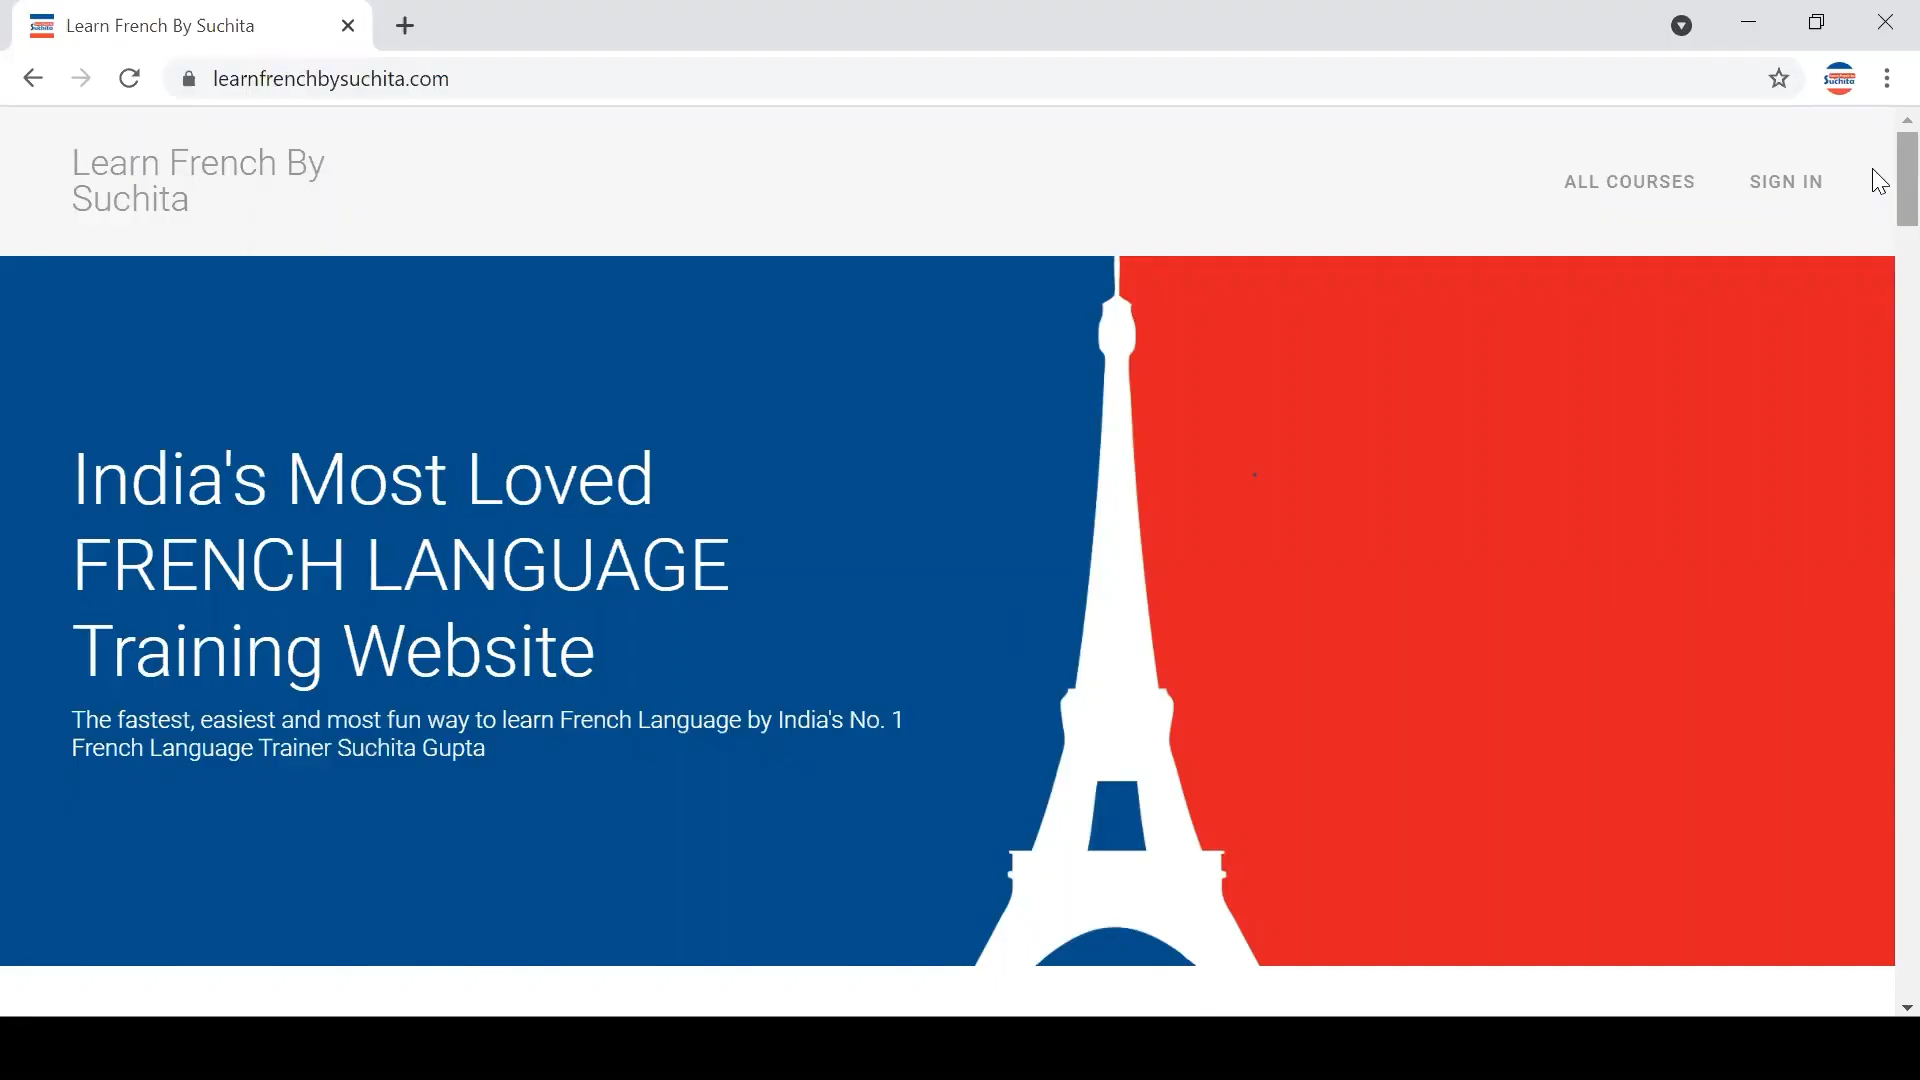 Learn French By Suchita
learnfrenchbysuchita.com
Suchita
Learn French By
Suchita
ALL COURSES
SIGN IN
India's Most Loved
FRENCH LANGUAGE
Training Website
The fastest, easiest and most fun way to learn French Language by India's No. 1
French Language Trainer Suchita Gupta